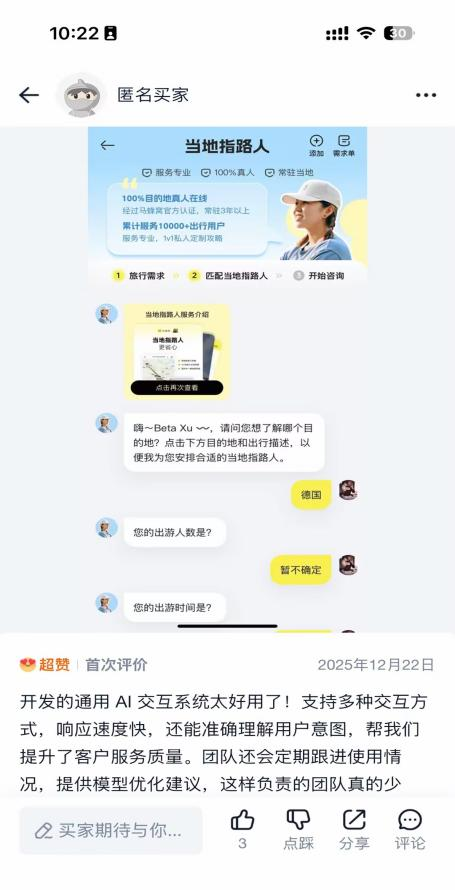 10:22
30
匿名买家
当地指路人
添加
需求单
服务专业
100%真人
常驻当地
100%目的地真人在线
经过马蜂窝官方认证，常驻3年以上
累计服务10000+出行用户
服务专业，1v1私人定制攻略
1 旅行需求
2 匹配当地指路人
3 开始咨询
当地指路人服务介绍
当地指路人
更省心
点击再次查看
嗨～Beta Xu 〰，请问您想了解哪个目
的地？点击下方目的地和出行描述，以
便我为您安排合适的当地指路人。
德国
您的出游人数是？
暂不确定
您的出游时间是？
超赞 | 首次评价
2025年12月22日
开发的通用 AI 交互系统太好用了！支持多种交互方
式，响应速度快，还能准确理解用户意图，帮我们
提升了客户服务质量。团队还会定期跟进使用情
况，提供模型优化建议，这样负责的团队真的少
买家期待与你...
3
点踩
分享
评论